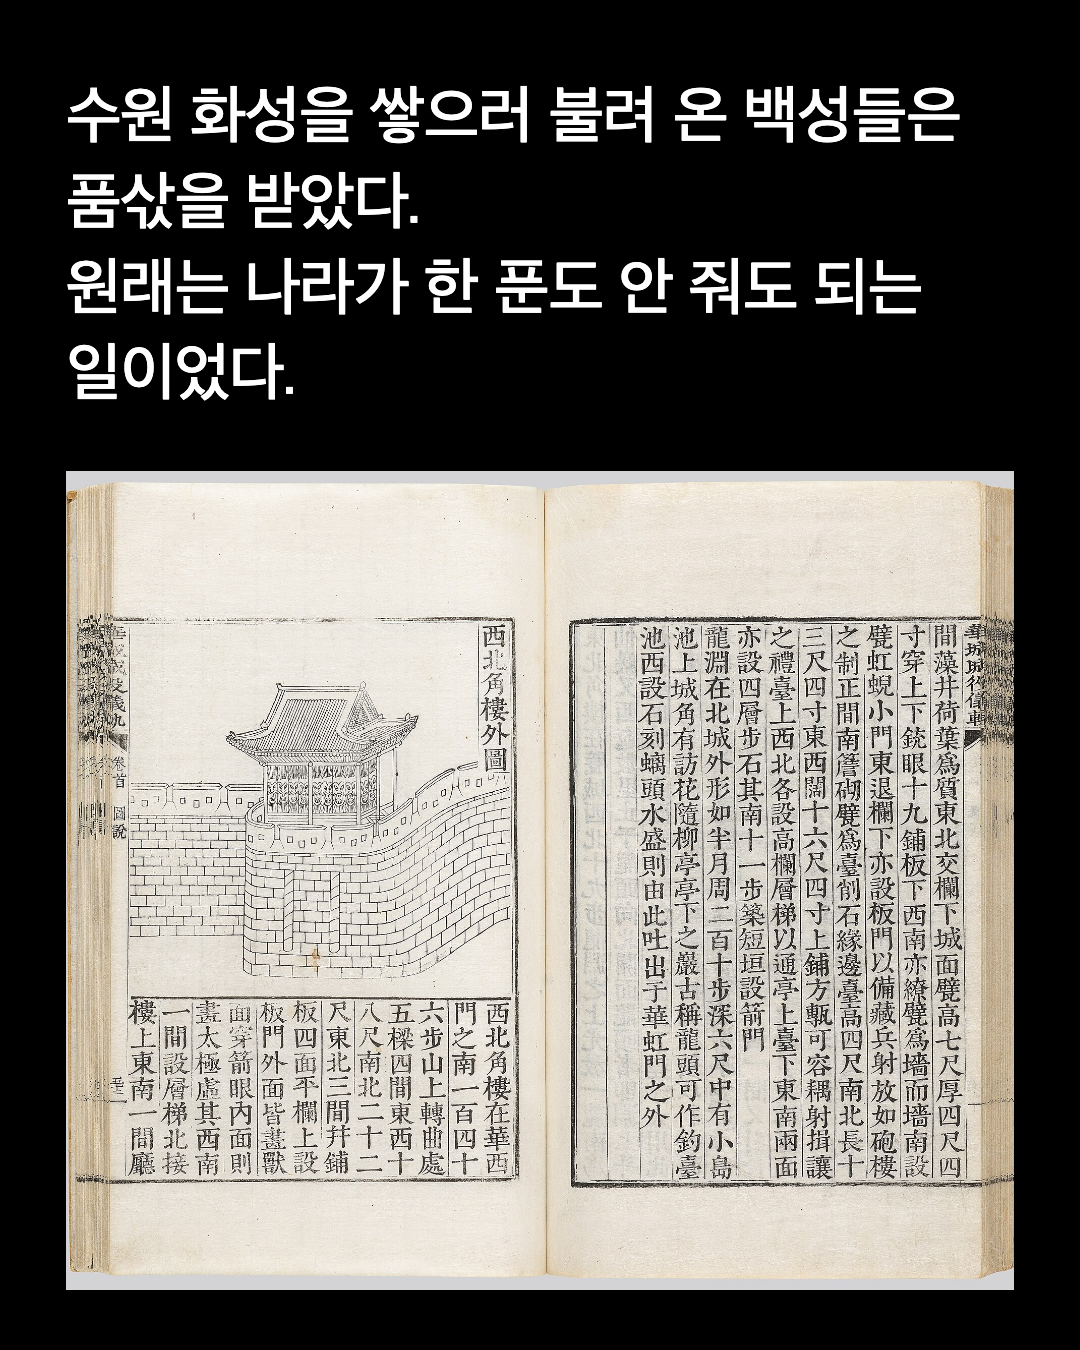 수원 화성을 쌓으러 불려 온 백성들은
품삯을 받았다.
원래는 나라가 한 푼도 안 줘도 되는
일이었다.
間藻井荷葉爲質東北交欄下城面甓高七尺厚四尺四
寸穿上下銃眼十九鋪板下西南亦繚甓爲墻而墻南設
甓虹蜺小門東退欄下亦設板門以備藏兵射放如砲樓
之制正間南簷砌甓爲臺削石緣邊臺高四尺南北長十
三尺四寸東西闊十六尺四寸上鋪方甎可容耦射揖讓
之禮臺上西北各設高欄層梯以通亭上臺下東南兩面
亦設四層步石其南十一步築短垣設箭門
龍淵在北城外形如半月周二百十步深六尺中有小島
池上城角有訪花隨柳亭亭下之巖古稱龍頭可作釣臺
池西設石刻螭頭水盛則由此吐出于華虹門之外
西北角樓外圖
西北角樓在華西
門之南一百四十
六步山上轉曲處
五樑四間東西十
八尺南北二十二
尺東北三間幷鋪
板四面平欄上設
板門外面皆畫獸
面穿箭眼內面則
畫太極虛其西南
一間設層梯北接
樓上東南一間廳
卷首 圖說